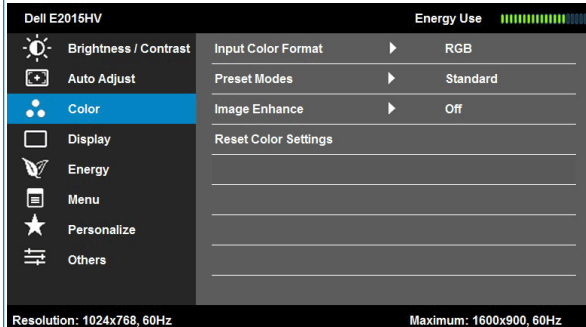 Dell E2015HV Energy Use
Brightness / Contrast Input Color Format RGB
Auto Adjust Preset Modes Standard
Color Image Enhance Off
Display Reset Color Settings
Energy
Menu
Personalize
Others
Resolution: 1024x768, 60Hz Maximum: 1600x900, 60Hz